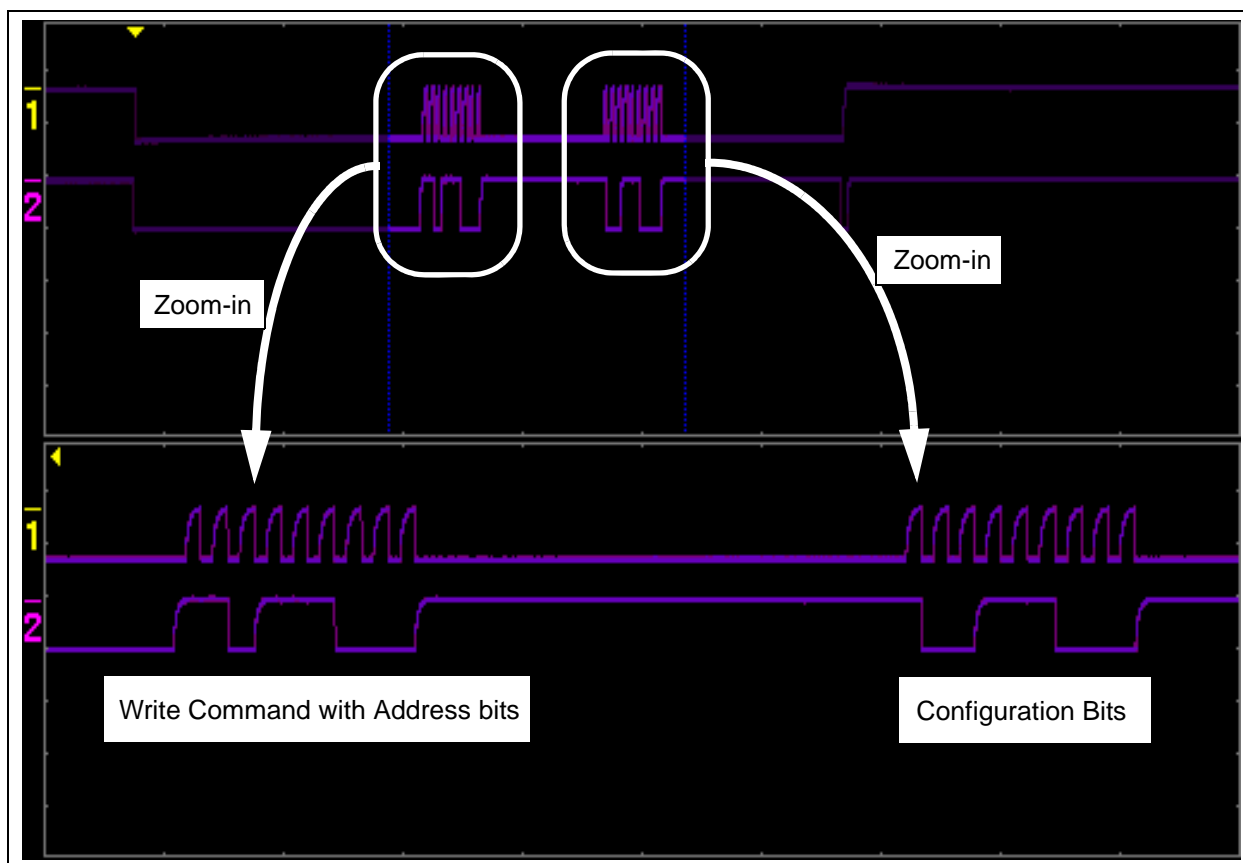 1
2
Zoom-in
Zoom-in
1
2
Write Command with Address bits
Configuration Bits